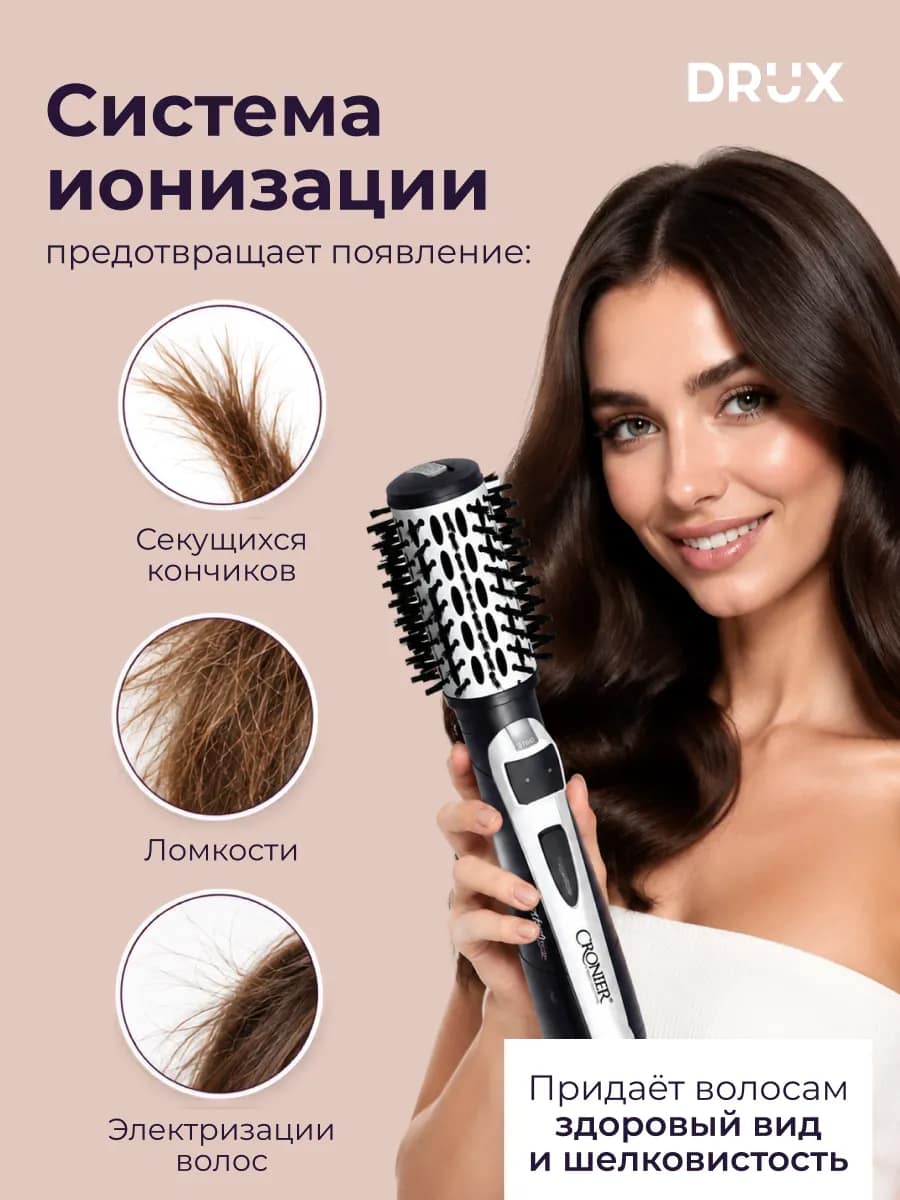 DRUX
Система
ионизации
предотвращает появление:
Секущихся
кончиков
Ломкости
Электризации
волос
CRONIER
Придаёт волосам
здоровый вид
и шелковистость